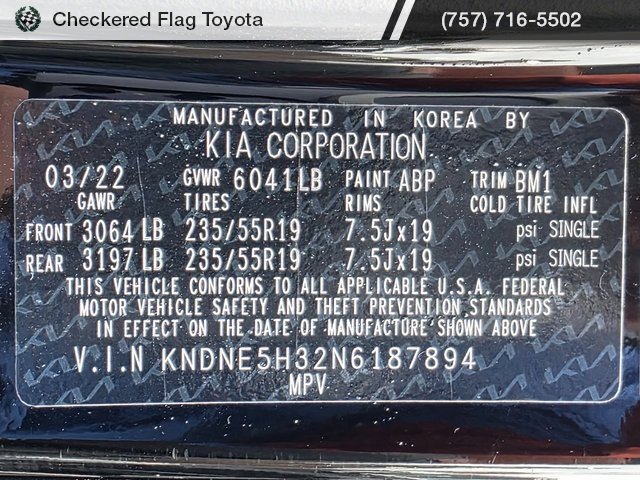 Checkered Flag Toyota (757) 716-5502
MANUFACTURED IN KOREA BY
KIA CORPORATION
03/22 GVWR 6041LB PAINT ABP TRIM BM1
GAWR TIRES RIMS COLD TIRE INFL
FRONT 3064 LB 235/55R19 7.5Jx19 psi SINGLE
REAR 3197 LB 235/55R19 7.5Jx19 psi SINGLE
THIS VEHICLE CONFORMS TO ALL APPLICABLE U.S.A. FEDERAL
MOTOR VEHICLE SAFETY AND THEFT PREVENTION STANDARDS
IN EFFECT ON THE DATE OF MANUFACTURE SHOWN ABOVE
V.I.N KNDNE5H32N6187894
MPV